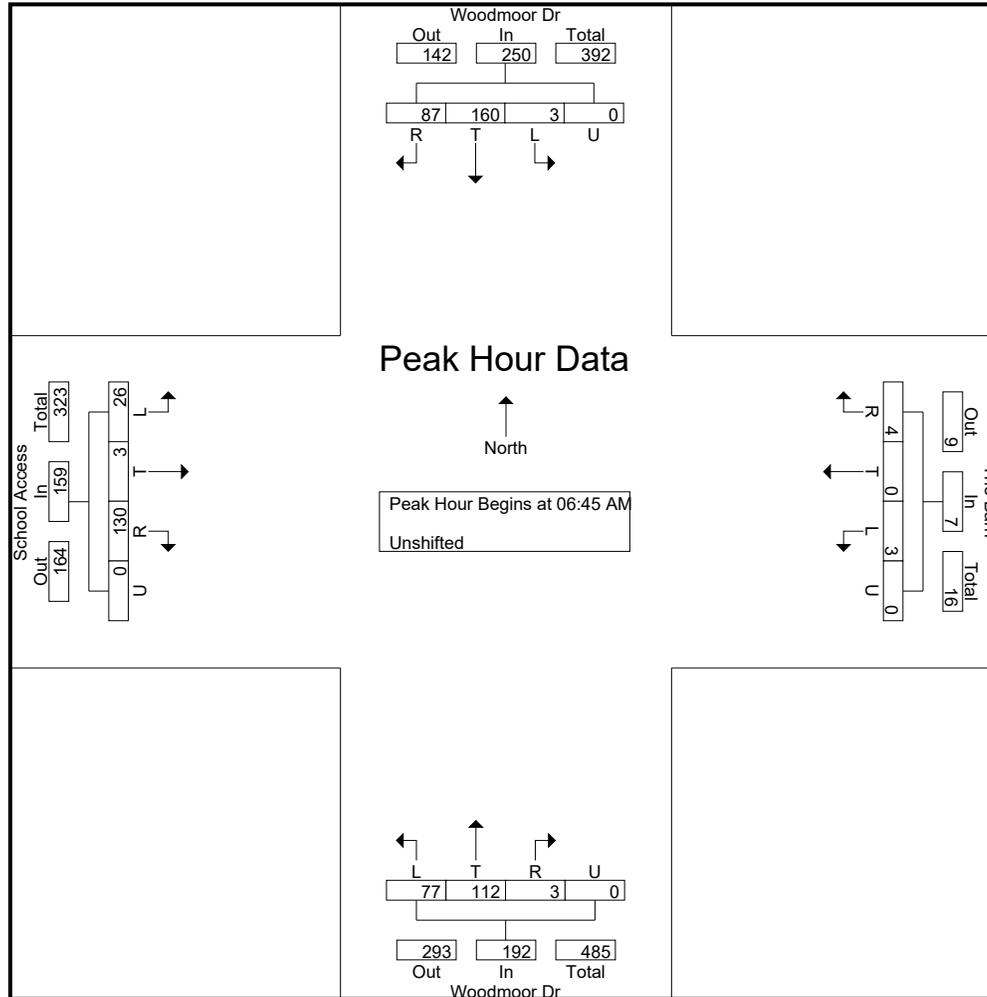 Woodmoor Dr
Out In Total
142 250 392
87 160 3 0
R T L U
Peak Hour Data
North
Peak Hour Begins at 06:45 AM
Unshifted
School Access
Out In Total
164 159 323
26 3 130 0
L T R U
Out In Total
9 7 16
4 0 3 0
R T L U
L T R U
77 112 3 0
293 192 485
Out In Total
Woodmoor Dr